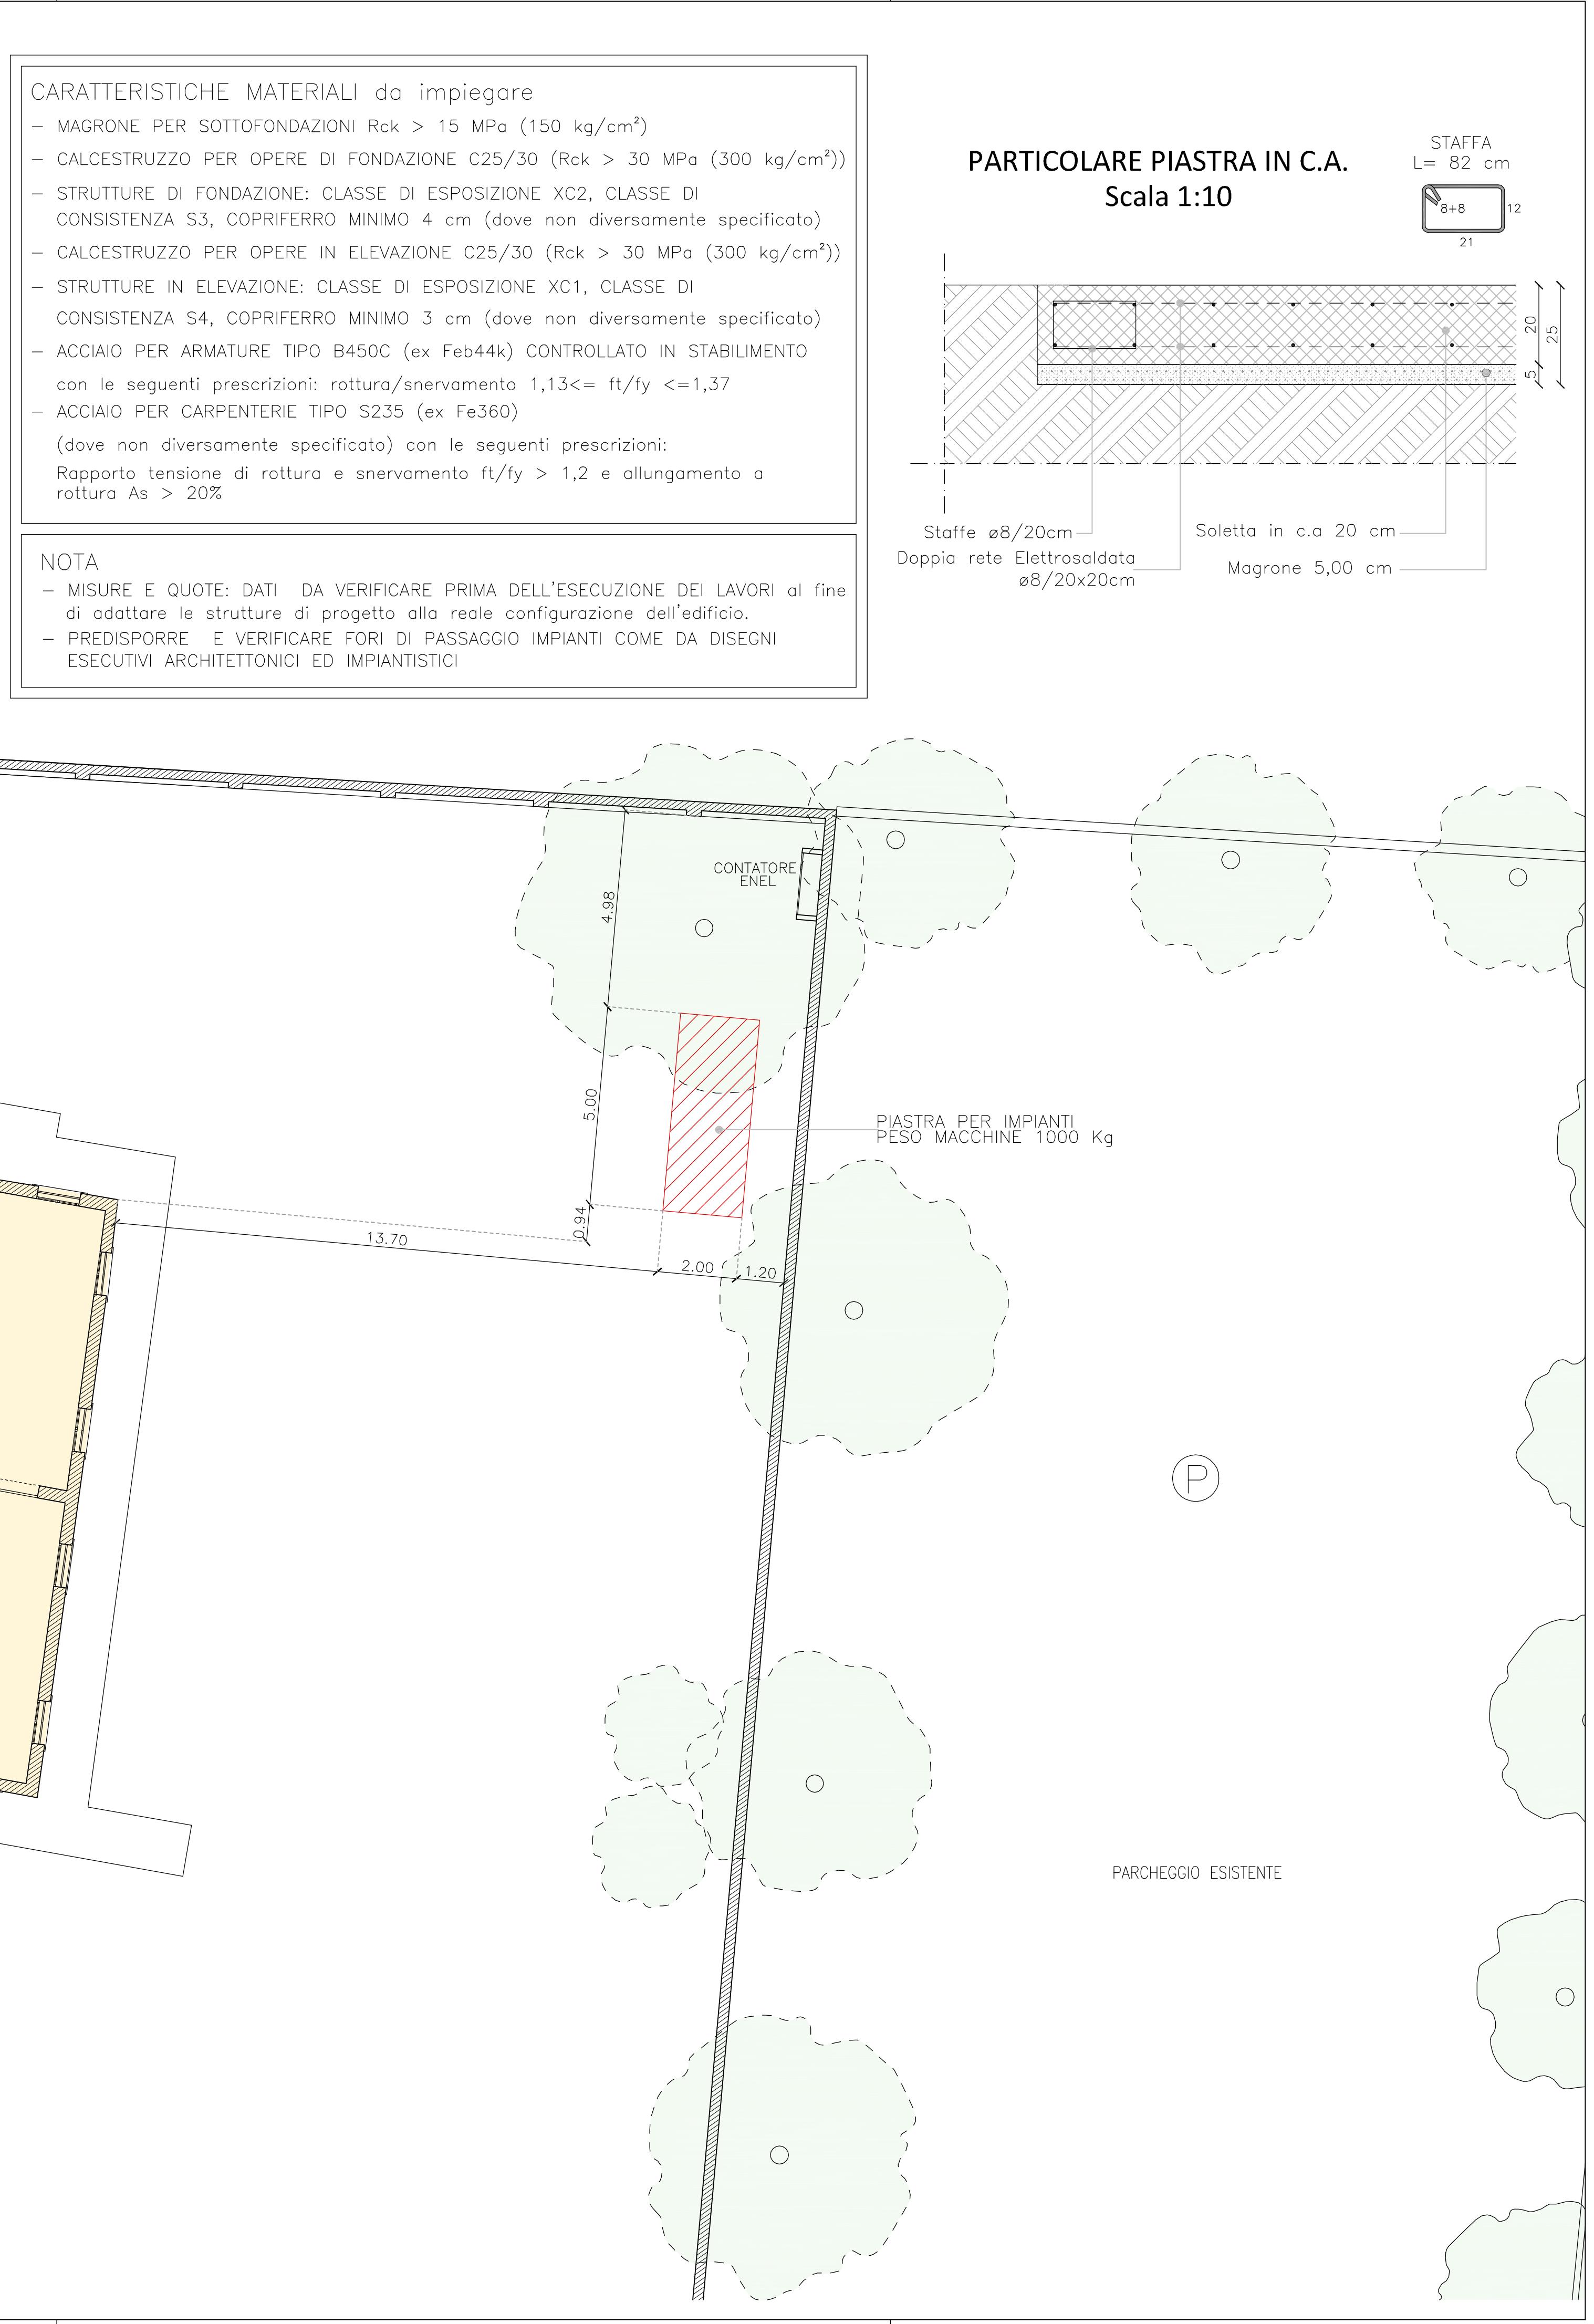 CARATTERISTICHE MATERIALI da impiegare
– MAGRONE PER SOTTOFONDAZIONI Rck > 15 MPa (150 kg/cm²)
– CALCESTRUZZO PER OPERE DI FONDAZIONE C25/30 (Rck > 30 MPa (300 kg/cm²))
– STRUTTURE DI FONDAZIONE: CLASSE DI ESPOSIZIONE XC2, CLASSE DI
CONSISTENZA S3, COPRIFERRO MINIMO 4 cm (dove non diversamente specificato)
– CALCESTRUZZO PER OPERE IN ELEVAZIONE C25/30 (Rck > 30 MPa (300 kg/cm²))
– STRUTTURE IN ELEVAZIONE: CLASSE DI ESPOSIZIONE XC1, CLASSE DI
CONSISTENZA S4, COPRIFERRO MINIMO 3 cm (dove non diversamente specificato)
– ACCIAIO PER ARMATURE TIPO B450C (ex Feb44k) CONTROLLATO IN STABILIMENTO
con le seguenti prescrizioni: rottura/snervamento 1,13<= ft/fy <=1,37
– ACCIAIO PER CARPENTERIE TIPO S235 (ex Fe360)
(dove non diversamente specificato) con le seguenti prescrizioni:
Rapporto tensione di rottura e snervamento ft/fy > 1,2 e allungamento a
rottura As > 20%
NOTA
– MISURE E QUOTE: DATI DA VERIFICARE PRIMA DELL'ESECUZIONE DEI LAVORI al fine
di adattare le strutture di progetto alla reale configurazione dell'edificio.
– PREDISPORRE E VERIFICARE FORI DI PASSAGGIO IMPIANTI COME DA DISEGNI
ESECUTIVI ARCHITETTONICI ED IMPIANTISTICI
PARTICOLARE PIASTRA IN C.A.
Scala 1:10
STAFFA
L= 82 cm
8+8
12
21
20
25
5
Staffe ø8/20cm
Doppia rete Elettrosaldata
ø8/20x20cm
Soletta in c.a 20 cm
Magrone 5,00 cm
CONTATORE
ENEL
4.98
5.00
0.94
PIASTRA PER IMPIANTI
PESO MACCHINE 1000 Kg
13.70
2.00
1.20
P
PARCHEGGIO ESISTENTE